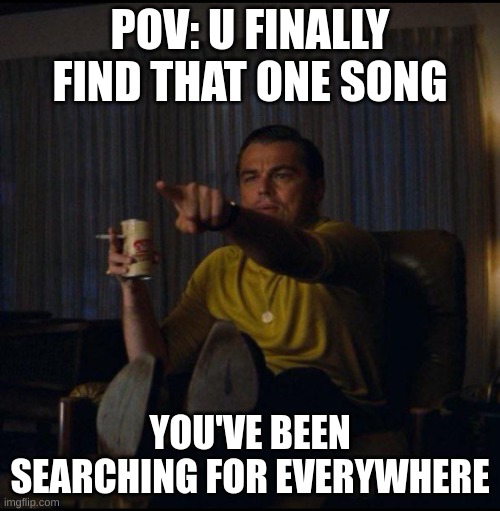 POV: U FINALLY
FIND THAT ONE SONG
YOU'VE BEEN
SEARCHING FOR EVERYWHERE
imgflip.com